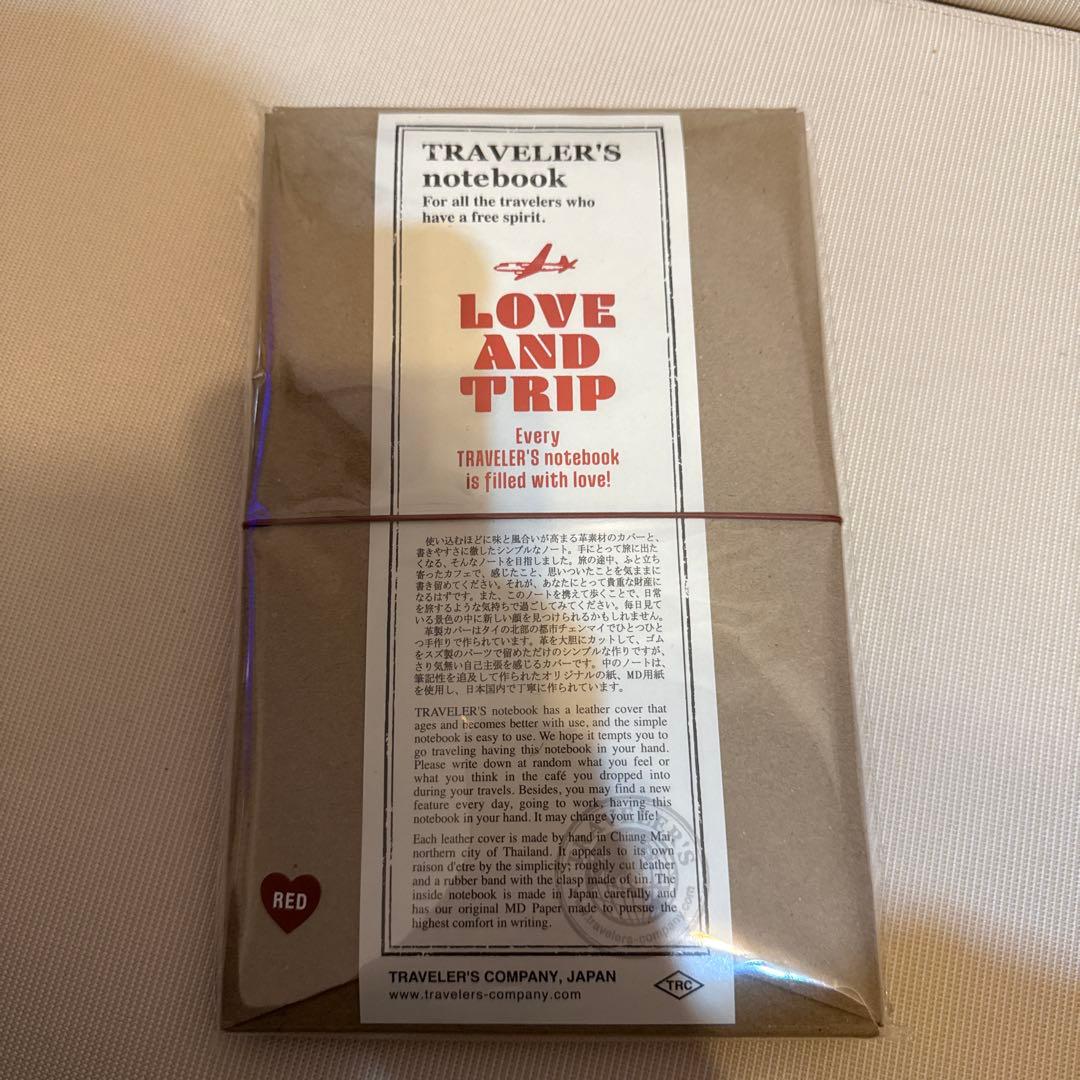 TRAVELER'S
notebook
For all the travelers who
have a free spirit.
LOVE
AND
TRIP
Every
TRAVELER'S notebook
is filled with love!
使い込むほどに味と風合いが高まる革素材のカバーと、
書きやすさに徹したシンプルなノート。手にとって旅に出た
くなる、そんなノートを目指しました。旅の途中、ふと立ち
寄ったカフェで、感じたこと、思いついたことを気ままに
書き留めてください。それが、あなたにとって貴重な財産に
なるはずです。また、このノートを携えて歩くことで、日常
を旅するような気持ちで過ごしてみてください。毎日見て
いる景色の中に新しい顔を見つけられるかもしれません。
革製カバーはタイの北部の都市チェンマイでひとつひと
つ手作りで作られています。革を大胆にカットして、ゴム
をスズ製のパーツで留めただけのシンプルな作りですが、
さり気無い自己主張を感じるカバーです。中のノートは、
筆記性を追及して作られたオリジナルの紙、MD用紙
を使用し、日本国内で丁寧に作られています。
TRAVELER'S notebook has a leather cover that
ages and becomes better with use, and the simple
notebook is easy to use. We hope it tempts you to
go traveling having this notebook in your hand.
Please write down at random what you feel or
what you think in the café you dropped into
during your travels. Besides, you may find a new
feature every day, going to work, having this
notebook in your hand. It may change your life!
Each leather cover is made by hand in Chiang Mai,
northern city of Thailand. It appeals to its own
raison d'etre by the simplicity; roughly cut leather
and a rubber band with the clasp made of tin. The
inside notebook is made in Japan carefully and
has our original MD Paper made to pursue the
highest comfort in writing.
TRAVELER'S
travelers-company.com
RED
TRAVELER'S COMPANY, JAPAN
www.travelers-company.com
TRC